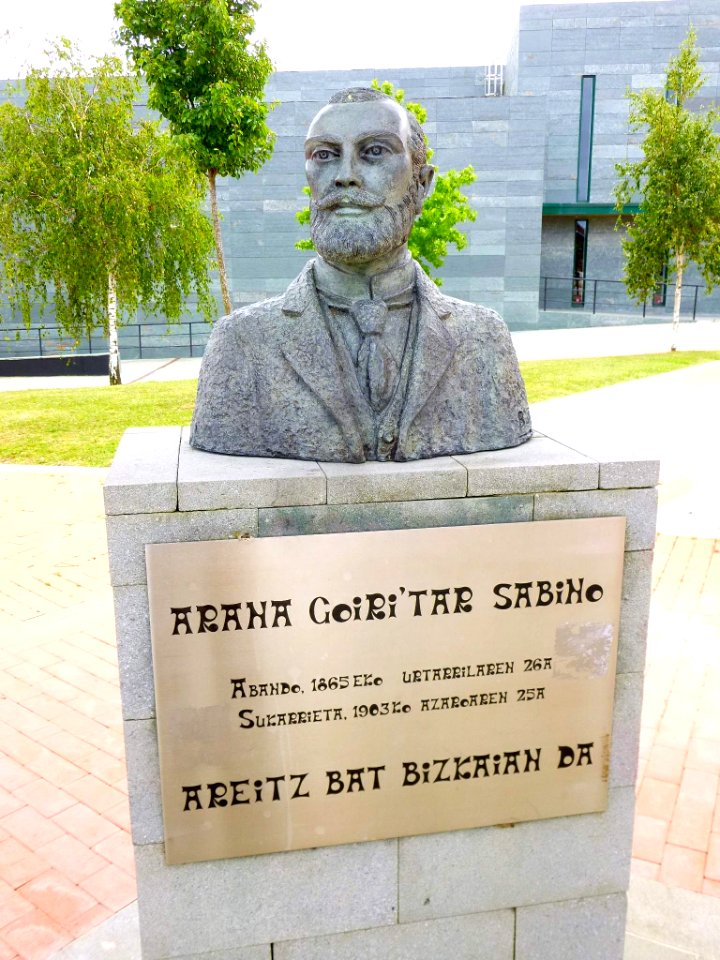 ARANA GOIRI'TAR SABINO
ABANDO, 1865EKO URTARRILAREN 26A
SUKARRIETA, 1903KO AZAROAREN 25A
AREITZ BAT BIZKAIAN DA